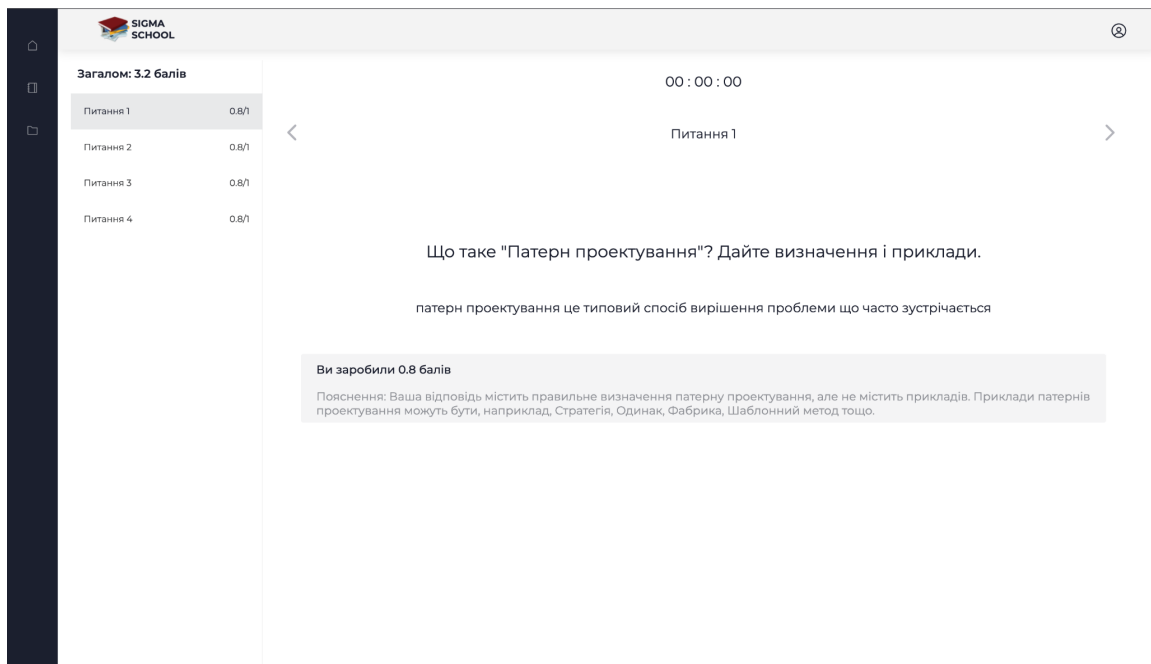 SIGMA
SCHOOL
Загалом: 3.2 балів
Питання 1 0.8/1
Питання 2 0.8/1
Питання 3 0.8/1
Питання 4 0.8/1
00 : 00 : 00
Питання 1
Що таке "Патерн проектування"? Дайте визначення і приклади.
патерн проектування це типовий спосіб вирішення проблеми що часто зустрічається
Ви заробили 0.8 балів
Пояснення: Ваша відповідь містить правильне визначення патерну проектування, але не містить прикладів. Приклади патернів
проектування можуть бути, наприклад, Стратегія, Одинак, Фабрика, Шаблонний метод тощо.